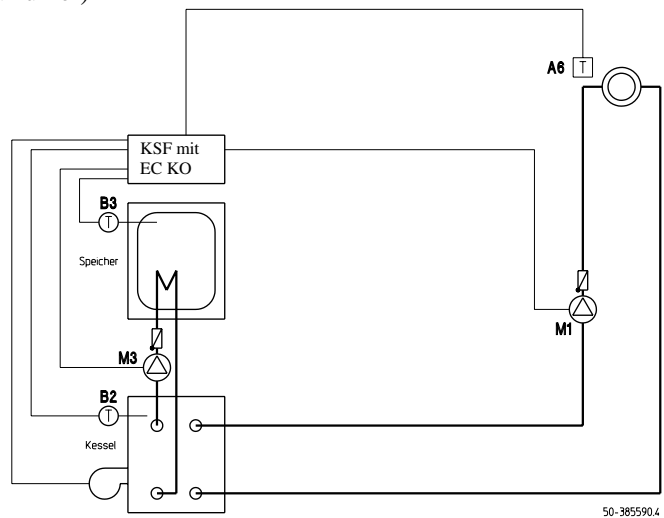 A6 T
KSF mit
EC KO
B3
T
Speicher
M1
M3
B2
T
Kessel
50-385590.4